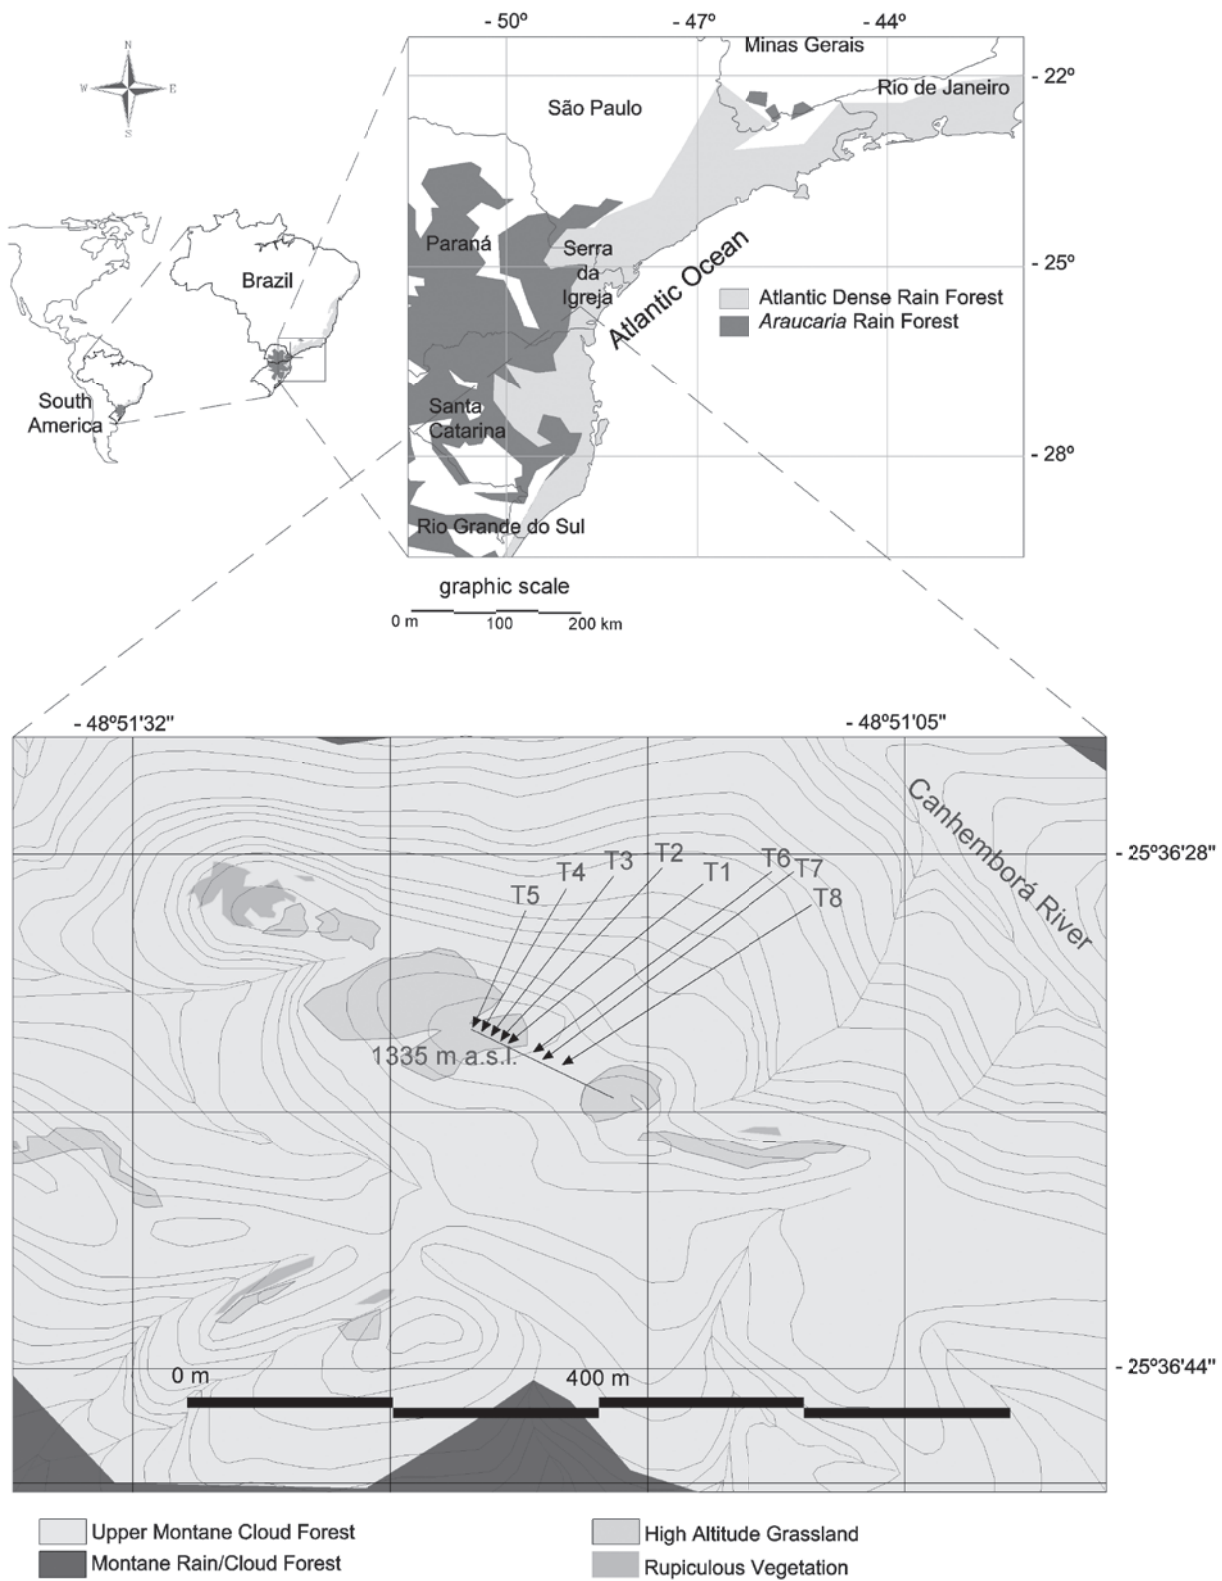 - 50º
- 47º
- 44º
N
W
E
S
Minas Gerais
- 22º
Rio de Janeiro
São Paulo
Paraná
Serra
da
Igreja
Atlantic Ocean
- 25º
Brazil
Atlantic Dense Rain Forest
Araucaria Rain Forest
South
America
Santa
Catarina
- 28º
Rio Grande do Sul
graphic scale
0 m
100
200 km
- 48º51'32"
- 48º51'05"
Canhemborá River
- 25º36'28"
T5
T4
T3
T2
T1
T6
T7
T8
1335 m a.s.l.
- 25º36'44"
0 m
400 m
Upper Montane Cloud Forest
High Altitude Grassland
Montane Rain/Cloud Forest
Rupiculous Vegetation